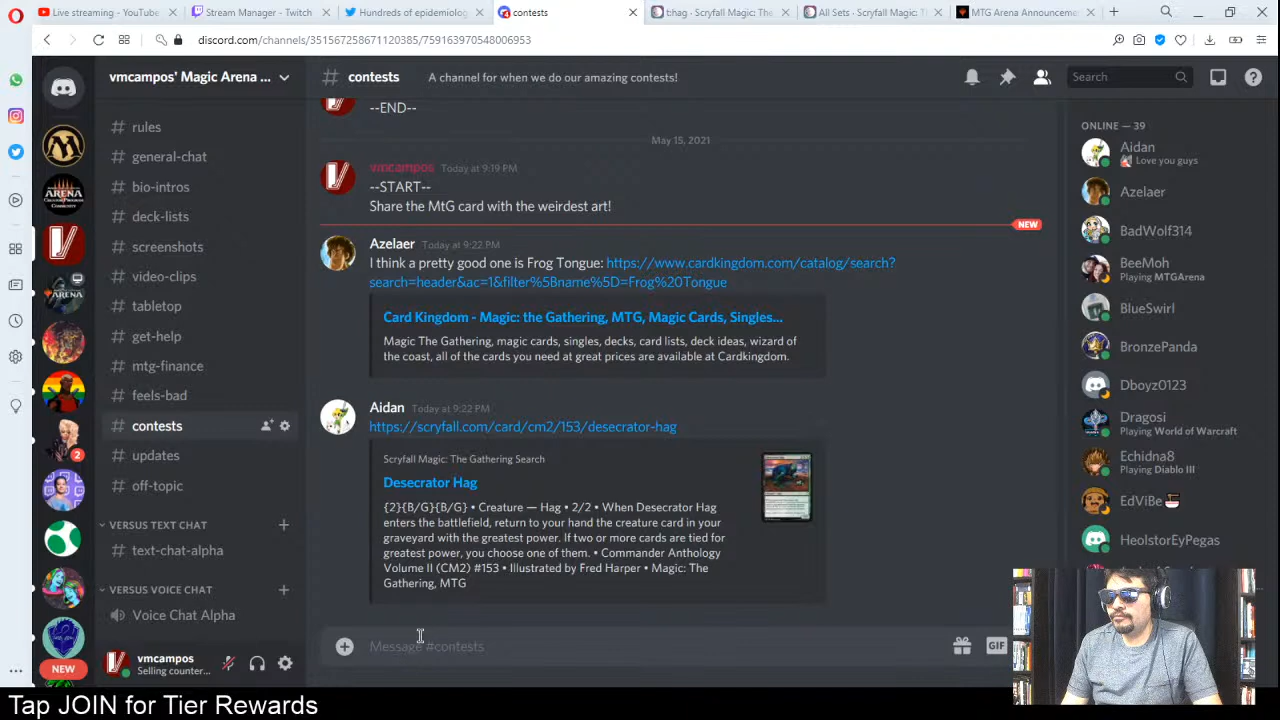 Live streaming - YouTube
Stream Manager - Twitch
Hundreds of epidemiolog
contests
t:hag - Scryfall Magic: The
All Sets · Scryfall Magic: T
MTG Arena Announceme
discord.com/channels/351567258671120385/759163970548006953
vmcampos' Magic Arena ...
contests
A channel for when we do our amazing contests!
Search
rules
general-chat
bio-intros
deck-lists
screenshots
video-clips
tabletop
get-help
mtg-finance
feels-bad
contests
updates
off-topic
VERSUS TEXT CHAT
text-chat-alpha
VERSUS VOICE CHAT
Voice Chat Alpha
vmcampos
Selling counter...
ARENA
ARENA
2
NEW
--END--
May 15, 2021
vmcampos Today at 9:19 PM
--START--
Share the MtG card with the weirdest art!
NEW
Azelaer Today at 9:22 PM
I think a pretty good one is Frog Tongue: https://www.cardkingdom.com/catalog/search?
search=header&ac=1&filter%5Bname%5D=Frog%20Tongue
Card Kingdom - Magic: the Gathering, MTG, Magic Cards, Singles...
Magic The Gathering, magic cards, singles, decks, card lists, deck ideas, wizard of
the coast, all of the cards you need at great prices are available at Cardkingdom.
Aidan Today at 9:22 PM
https://scryfall.com/card/cm2/153/desecrator-hag
Scryfall Magic: The Gathering Search
Desecrator Hag
{2}{B/G}{B/G} • Creature — Hag • 2/2 • When Desecrator Hag
enters the battlefield, return to your hand the creature card in your
graveyard with the greatest power. If two or more cards are tied for
greatest power, you choose one of them. • Commander Anthology
Volume II (CM2) #153 • Illustrated by Fred Harper • Magic: The
Gathering, MTG
Message #contests
GIF
ONLINE — 39
Aidan
Love you guys
Azelaer
BadWolf314
BeeMoh
Playing MTGArena
BlueSwirl
BronzePanda
Dboyz0123
Dragosi
Playing World of Warcraft
Echidna8
Playing Diablo III
EdViBe
HeolstorEyPegas
Tap JOIN for Tier Rewards